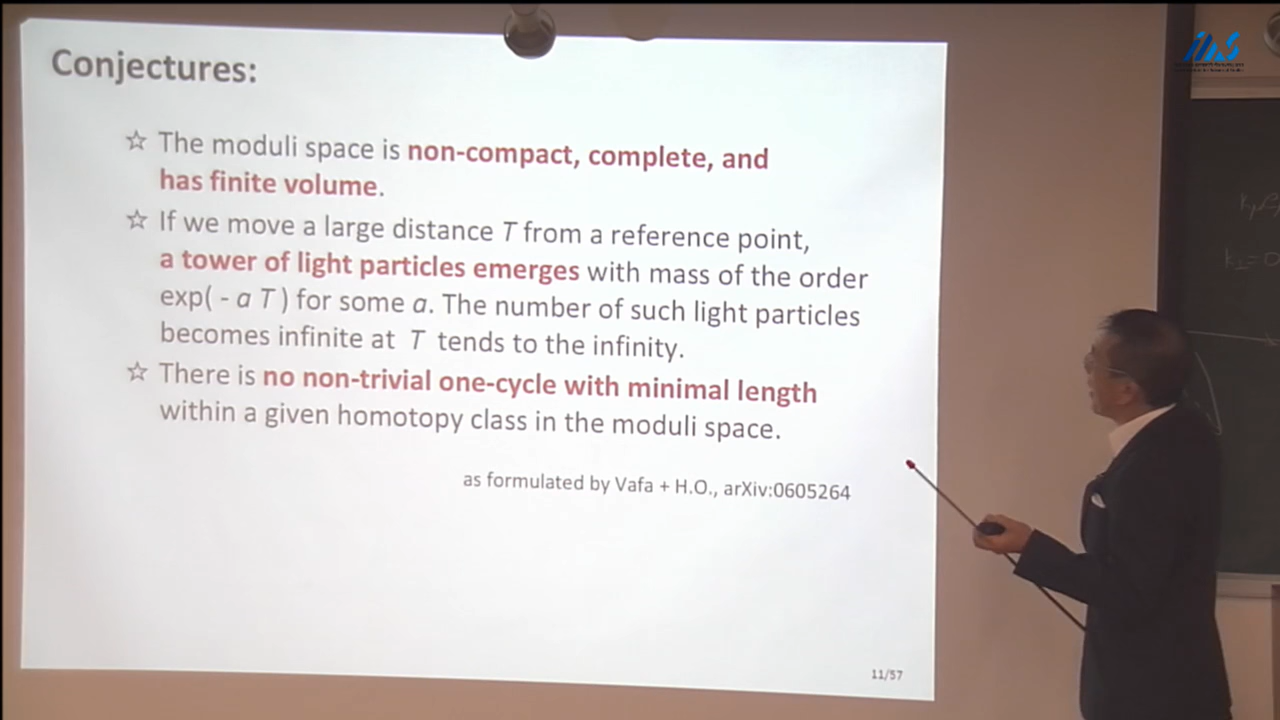 Conjectures:
☆ The moduli space is non-compact, complete, and
has finite volume.
☆ If we move a large distance T from a reference point,
a tower of light particles emerges with mass of the order
exp( - a T ) for some a. The number of such light particles
becomes infinite at T tends to the infinity.
☆ There is no non-trivial one-cycle with minimal length
within a given homotopy class in the moduli space.
as formulated by Vafa + H.O., arXiv:0605264
11/57